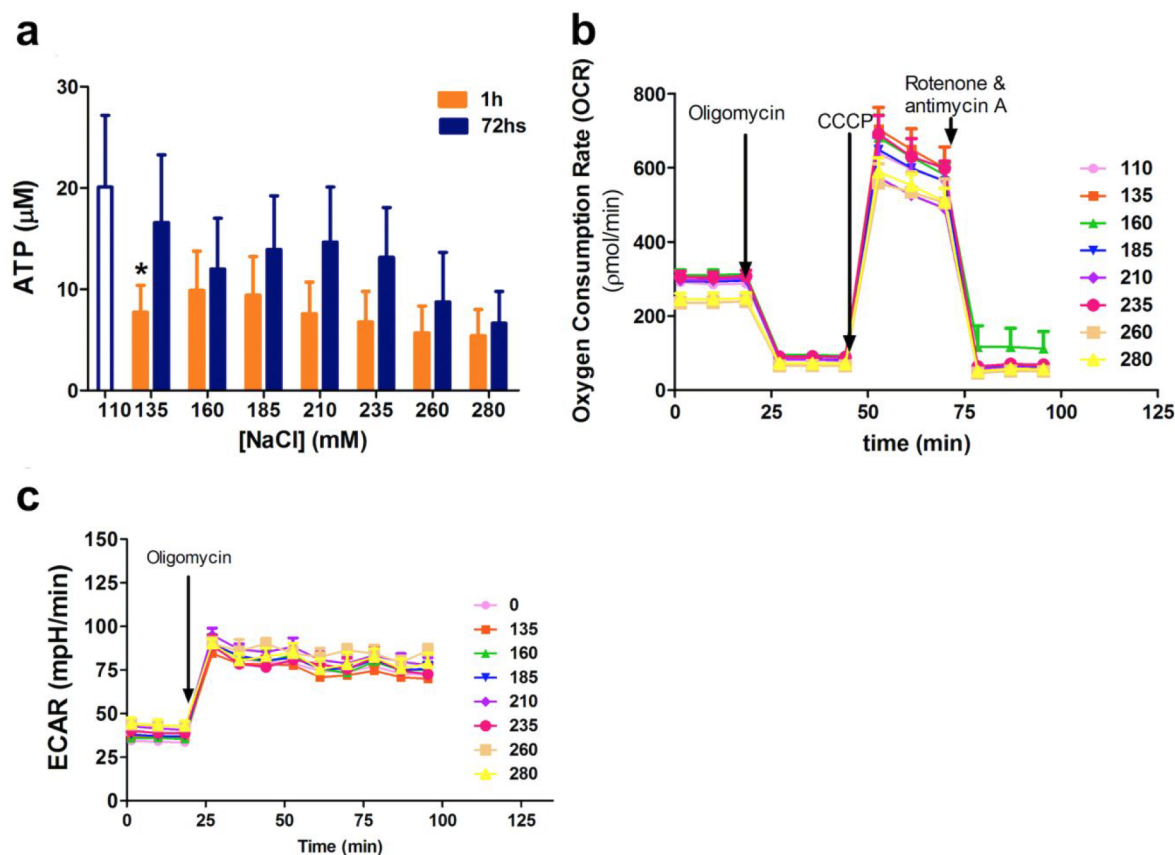 a
30
20
10
0
ATP (µM)
1h
72hs
*
110 135 160 185 210 235 260 280
[NaCl] (mM)
b
Oxygen Consumption Rate (OCR)
(ρmol/min)
800
600
400
200
0
Oligomycin
CCCP
Rotenone &
antimycin A
0 25 50 75 100 125
time (min)
110
135
160
185
210
235
260
280
c
ECAR (mpH/min)
150
125
100
75
50
25
0
Oligomycin
0 25 50 75 100 125
Time (min)
0
135
160
185
210
235
260
280